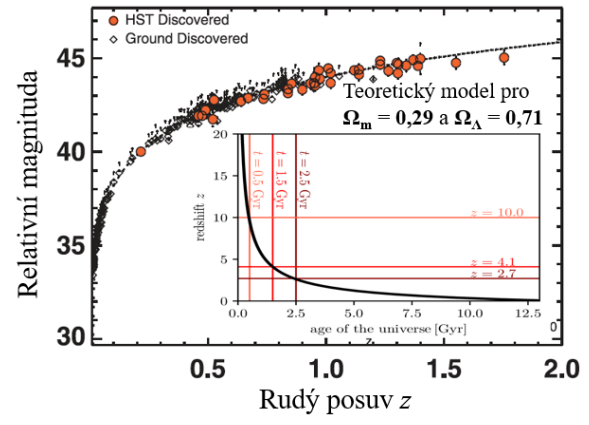 HST Discovered
Ground Discovered
45
40
35
30
Relativní magnituda
0.5
1.0
1.5
2.0
Rudý posuv z
Teoretický model pro
Ωm = 0,29 a ΩΛ = 0,71
20
15
10
5
0
redshift z
t = 0.5 Gyr
t = 1.5 Gyr
t = 2.5 Gyr
z = 10.0
z = 4.1
z = 2.7
0.0
2.5
5.0
7.5
10.0
12.5
age of the universe [Gyr]
z
0